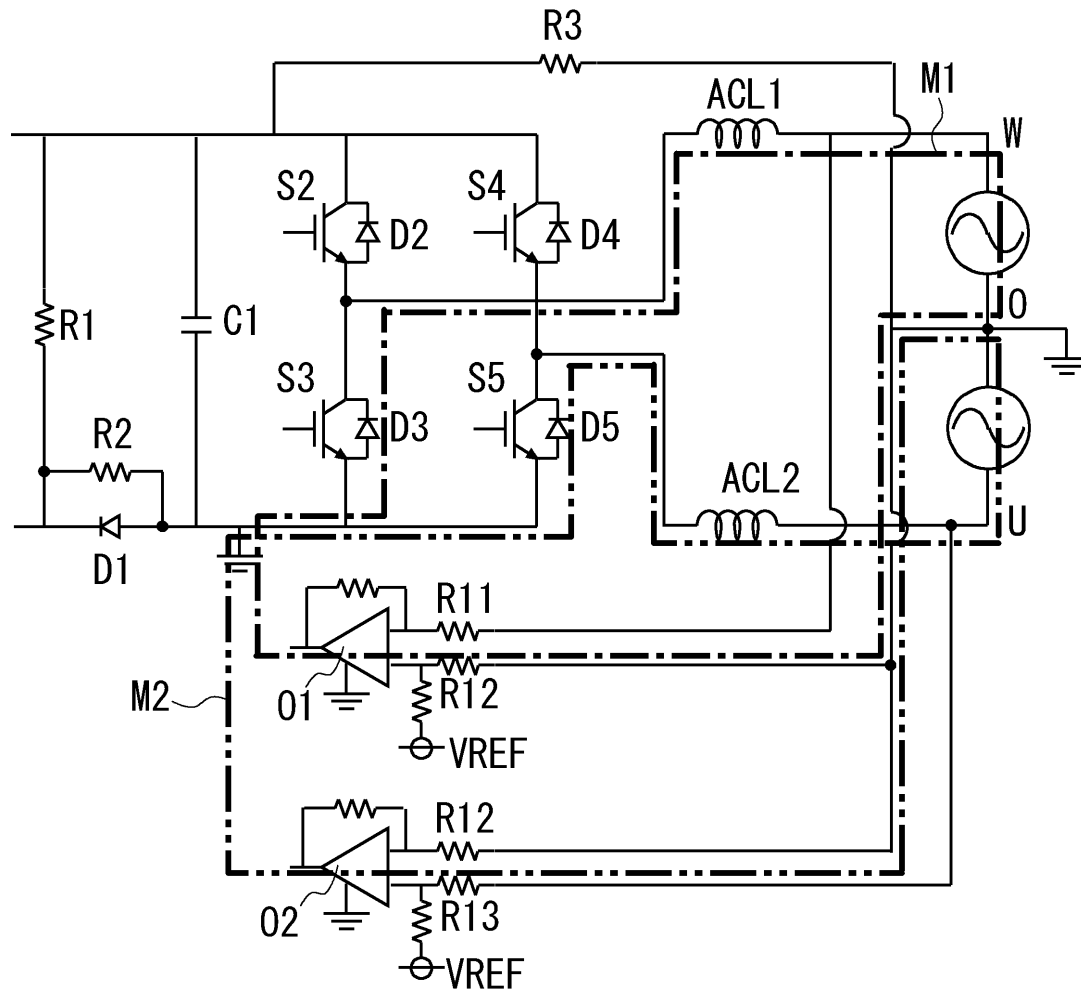 R3
M1
ACL1
W
S2
S4
D2
D4
O
R1
C1
S3
S5
D3
D5
R2
ACL2
U
D1
R11
R12
M2
O1
VREF
R12
R13
O2
VREF